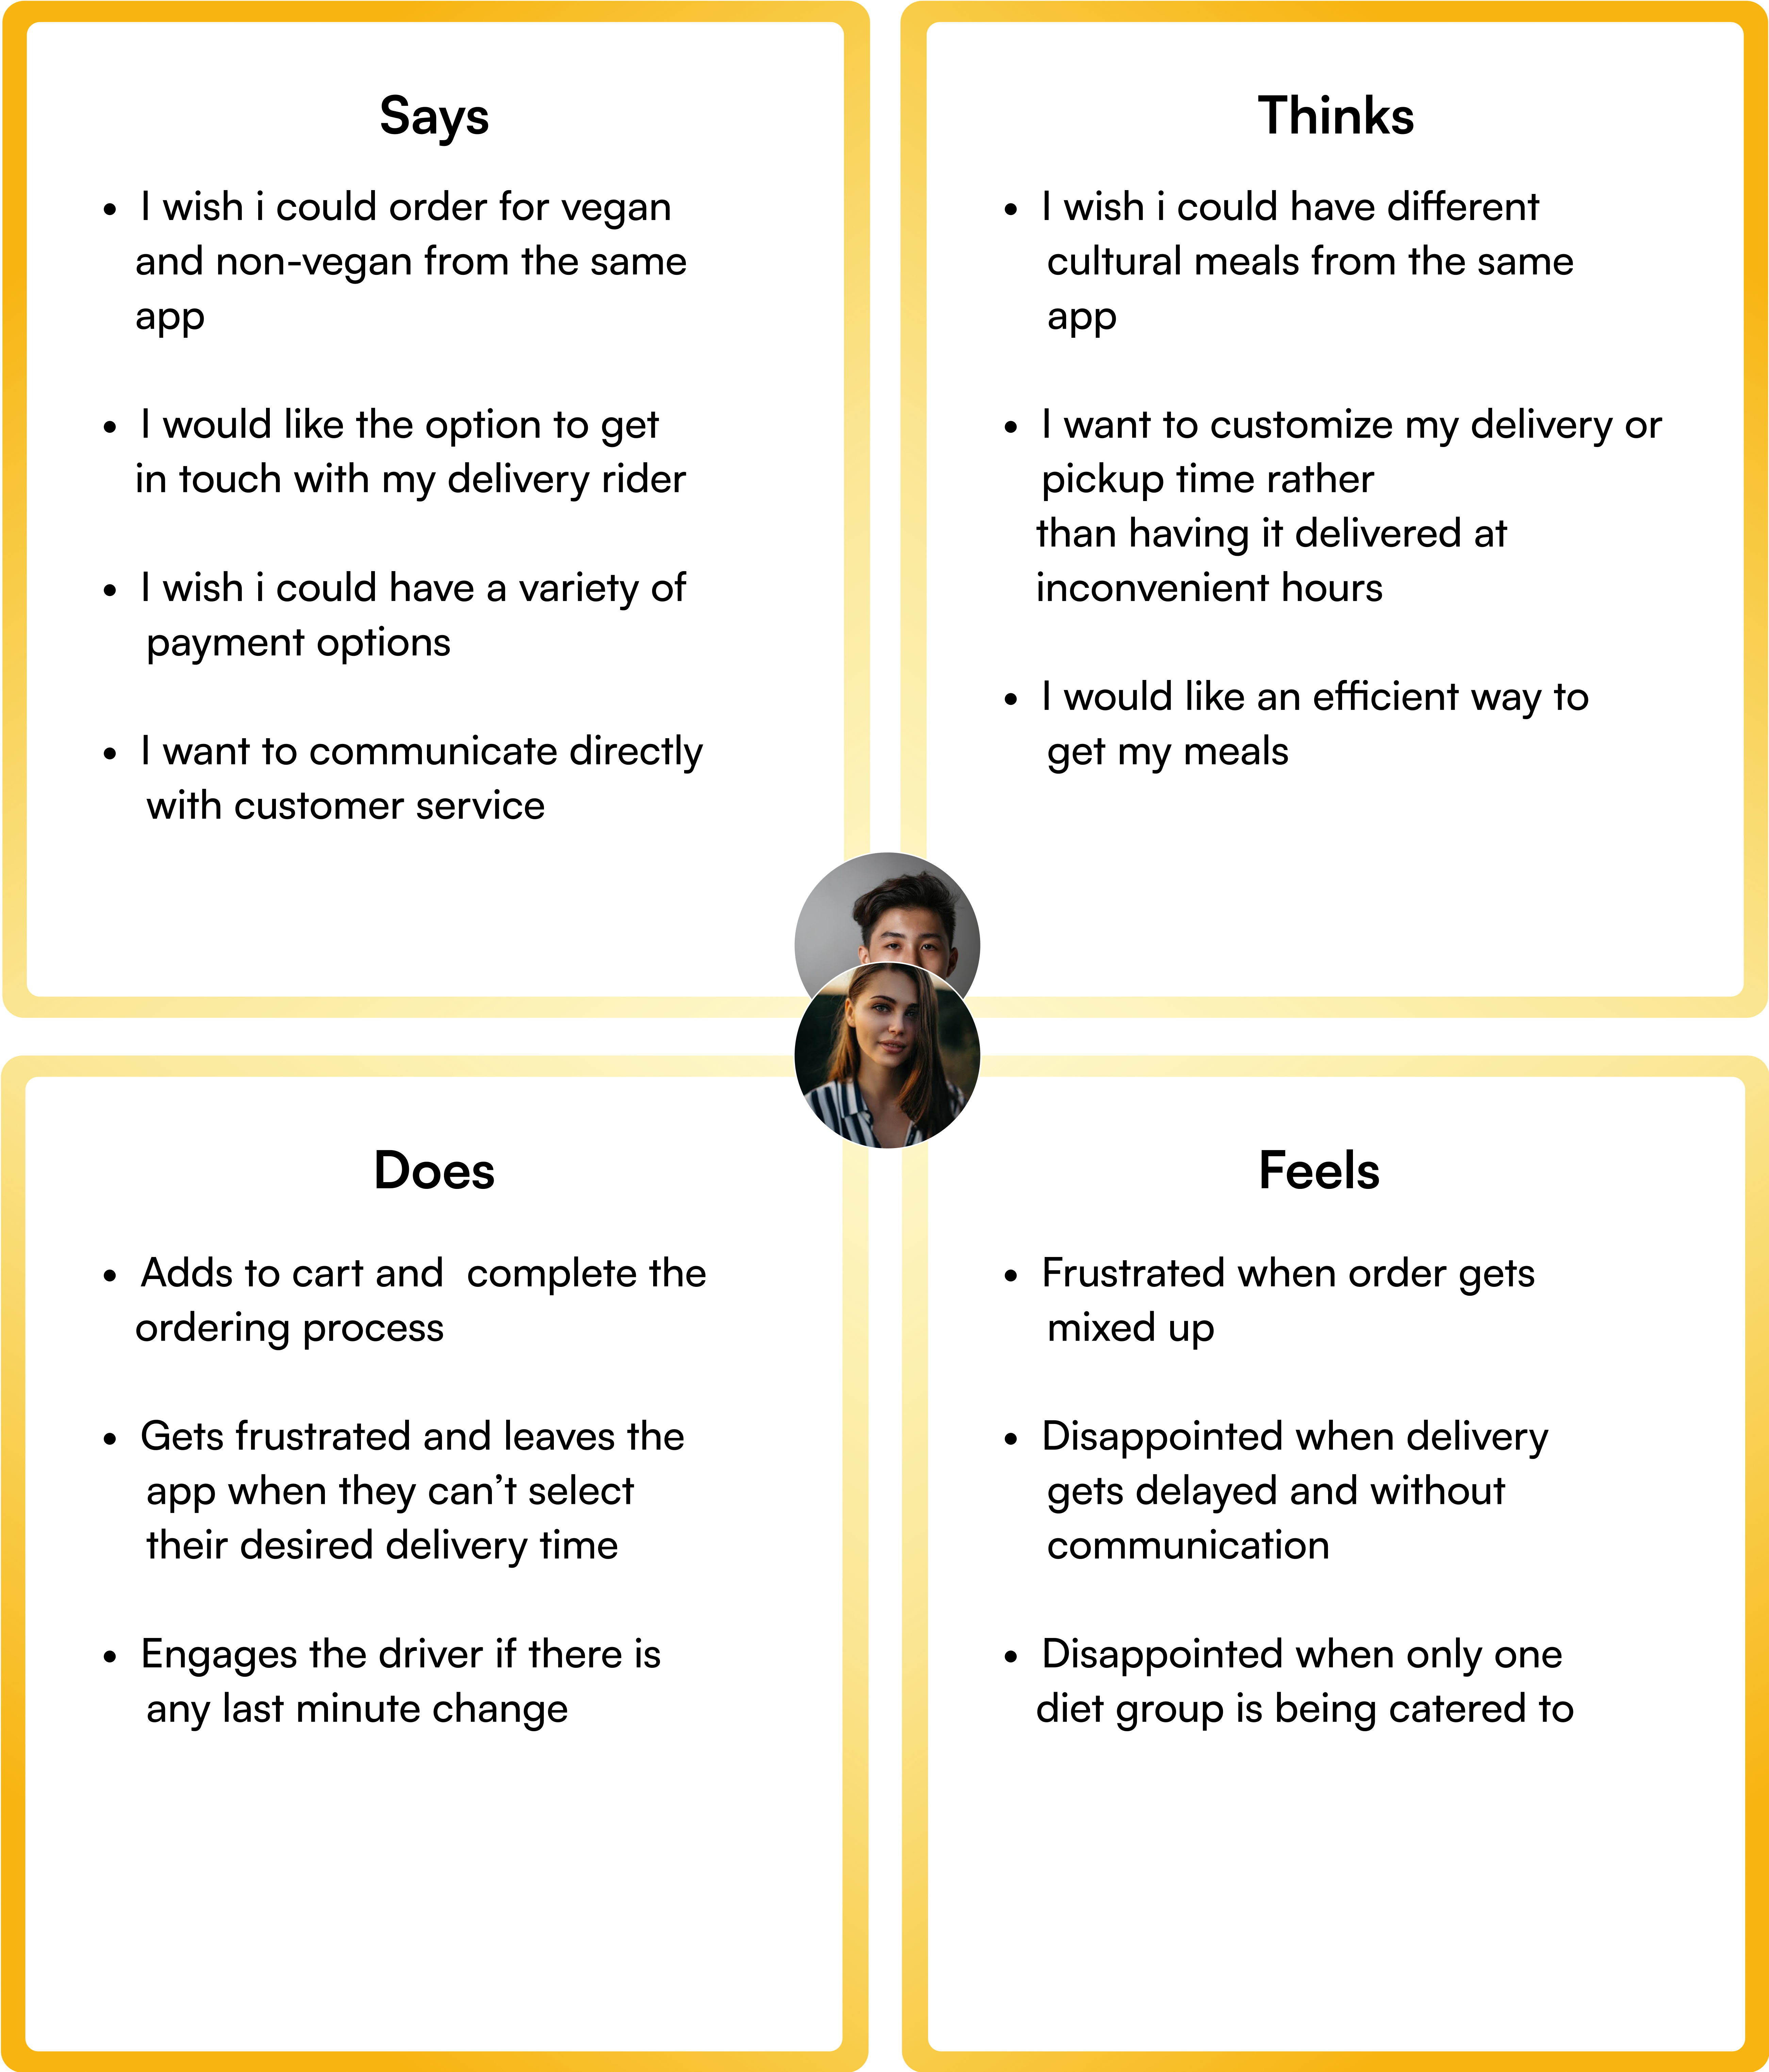 Says
• I wish i could order for vegan
and non-vegan from the same
app
• I would like the option to get
in touch with my delivery rider
• I wish i could have a variety of
payment options
• I want to communicate directly
with customer service
Thinks
• I wish i could have different
cultural meals from the same
app
• I want to customize my delivery or
pickup time rather
than having it delivered at
inconvenient hours
• I would like an efficient way to
get my meals
Does
• Adds to cart and  complete the
ordering process
• Gets frustrated and leaves the
app when they can’t select
their desired delivery time
• Engages the driver if there is
any last minute change
Feels
• Frustrated when order gets
mixed up
• Disappointed when delivery
gets delayed and without
communication
• Disappointed when only one
diet group is being catered to